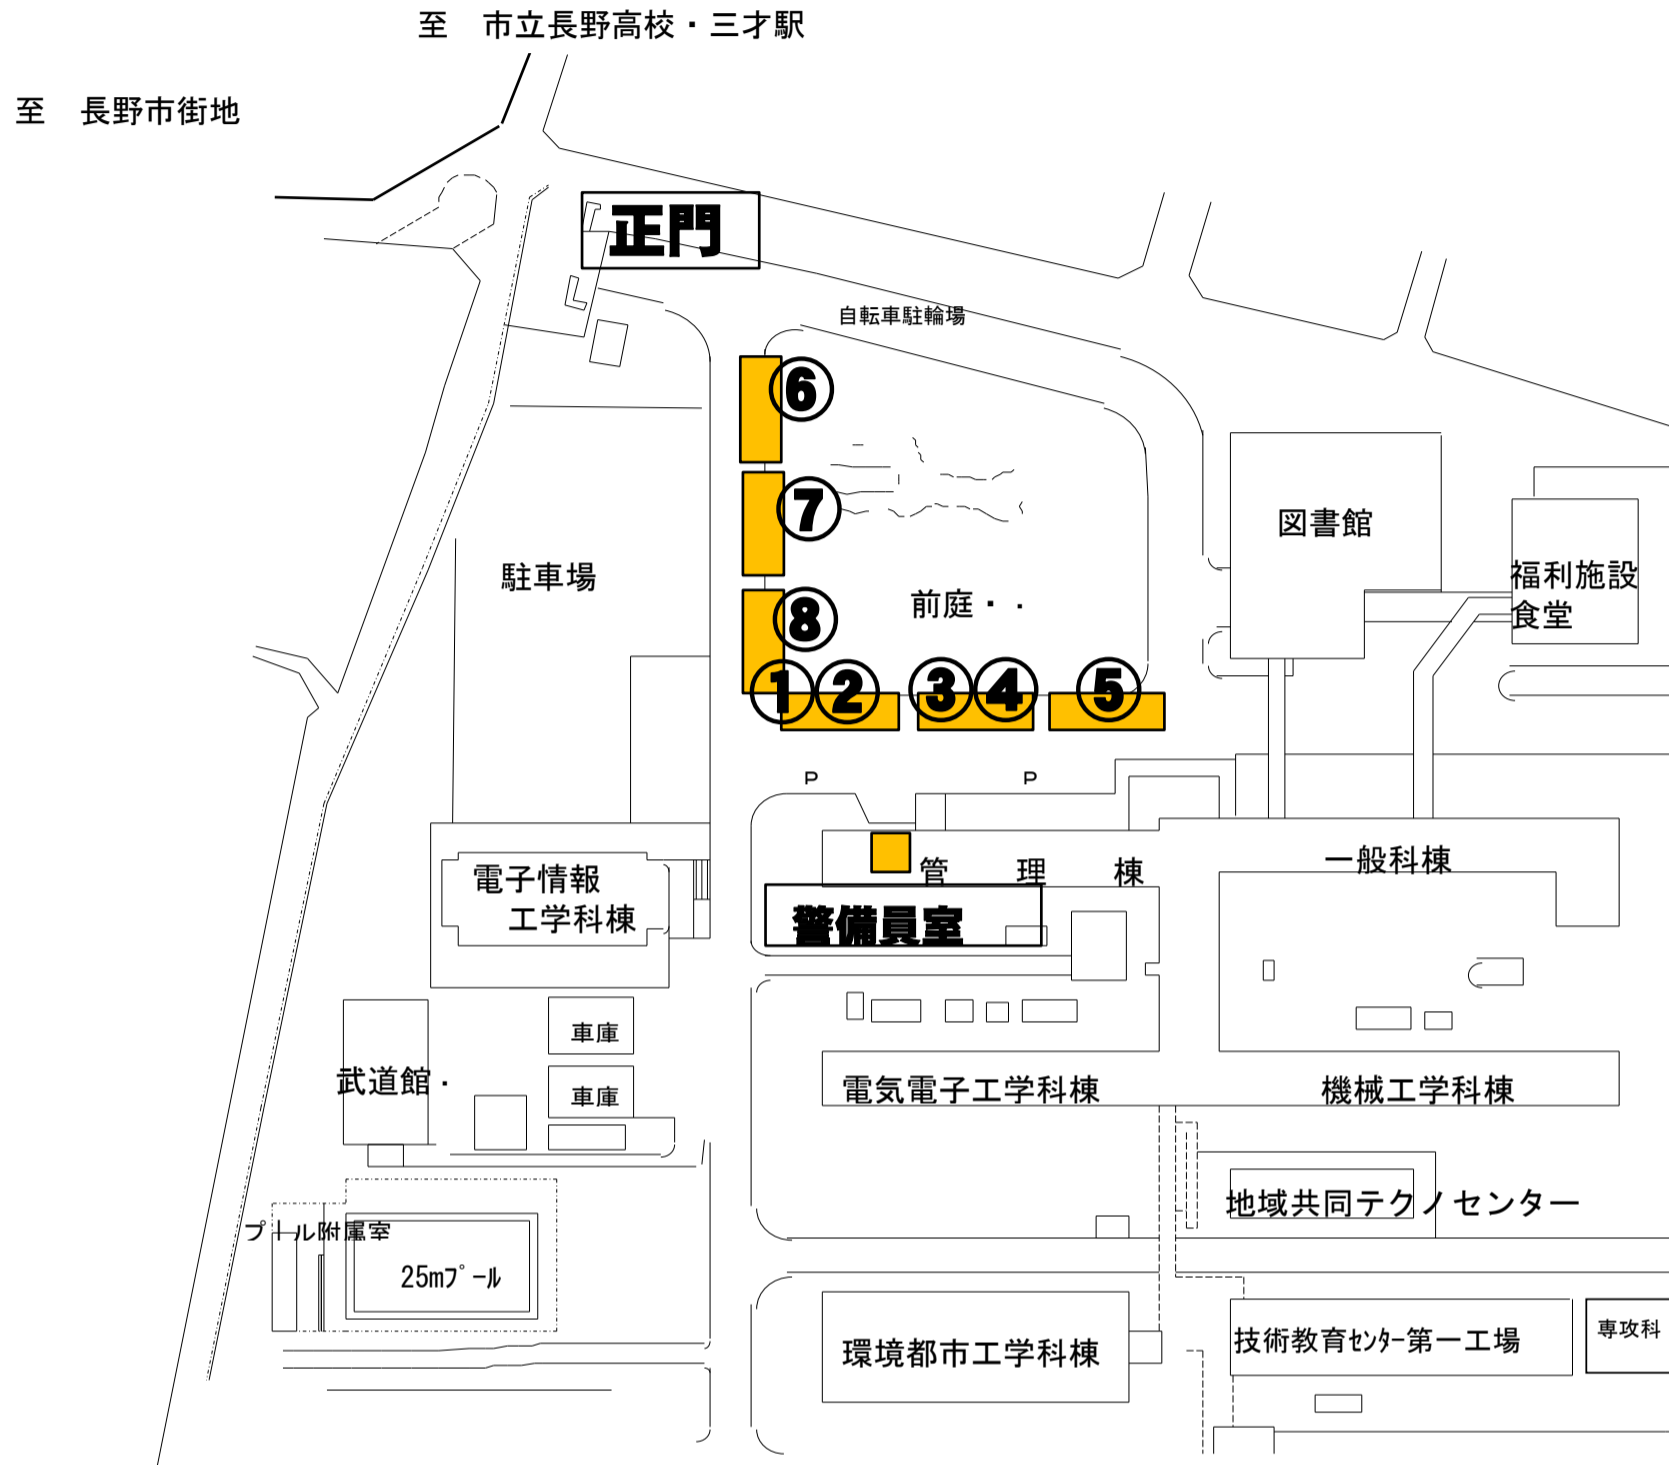 至　市立長野高校・三才駅
至　長野市街地
正門
自転車駐輪場
⑥
⑦
図書館
駐車場
福利施設
食堂
前庭・・
⑧
① ② ③ ④ ⑤
P P
管　理　棟
一般科棟
電子情報
工学科棟
警備員室
車庫
武道館・
車庫
電気電子工学科棟
機械工学科棟
地域共同テクノセンター
プール附属室
25mプール
環境都市工学科棟
技術教育センター第一工場
専攻科